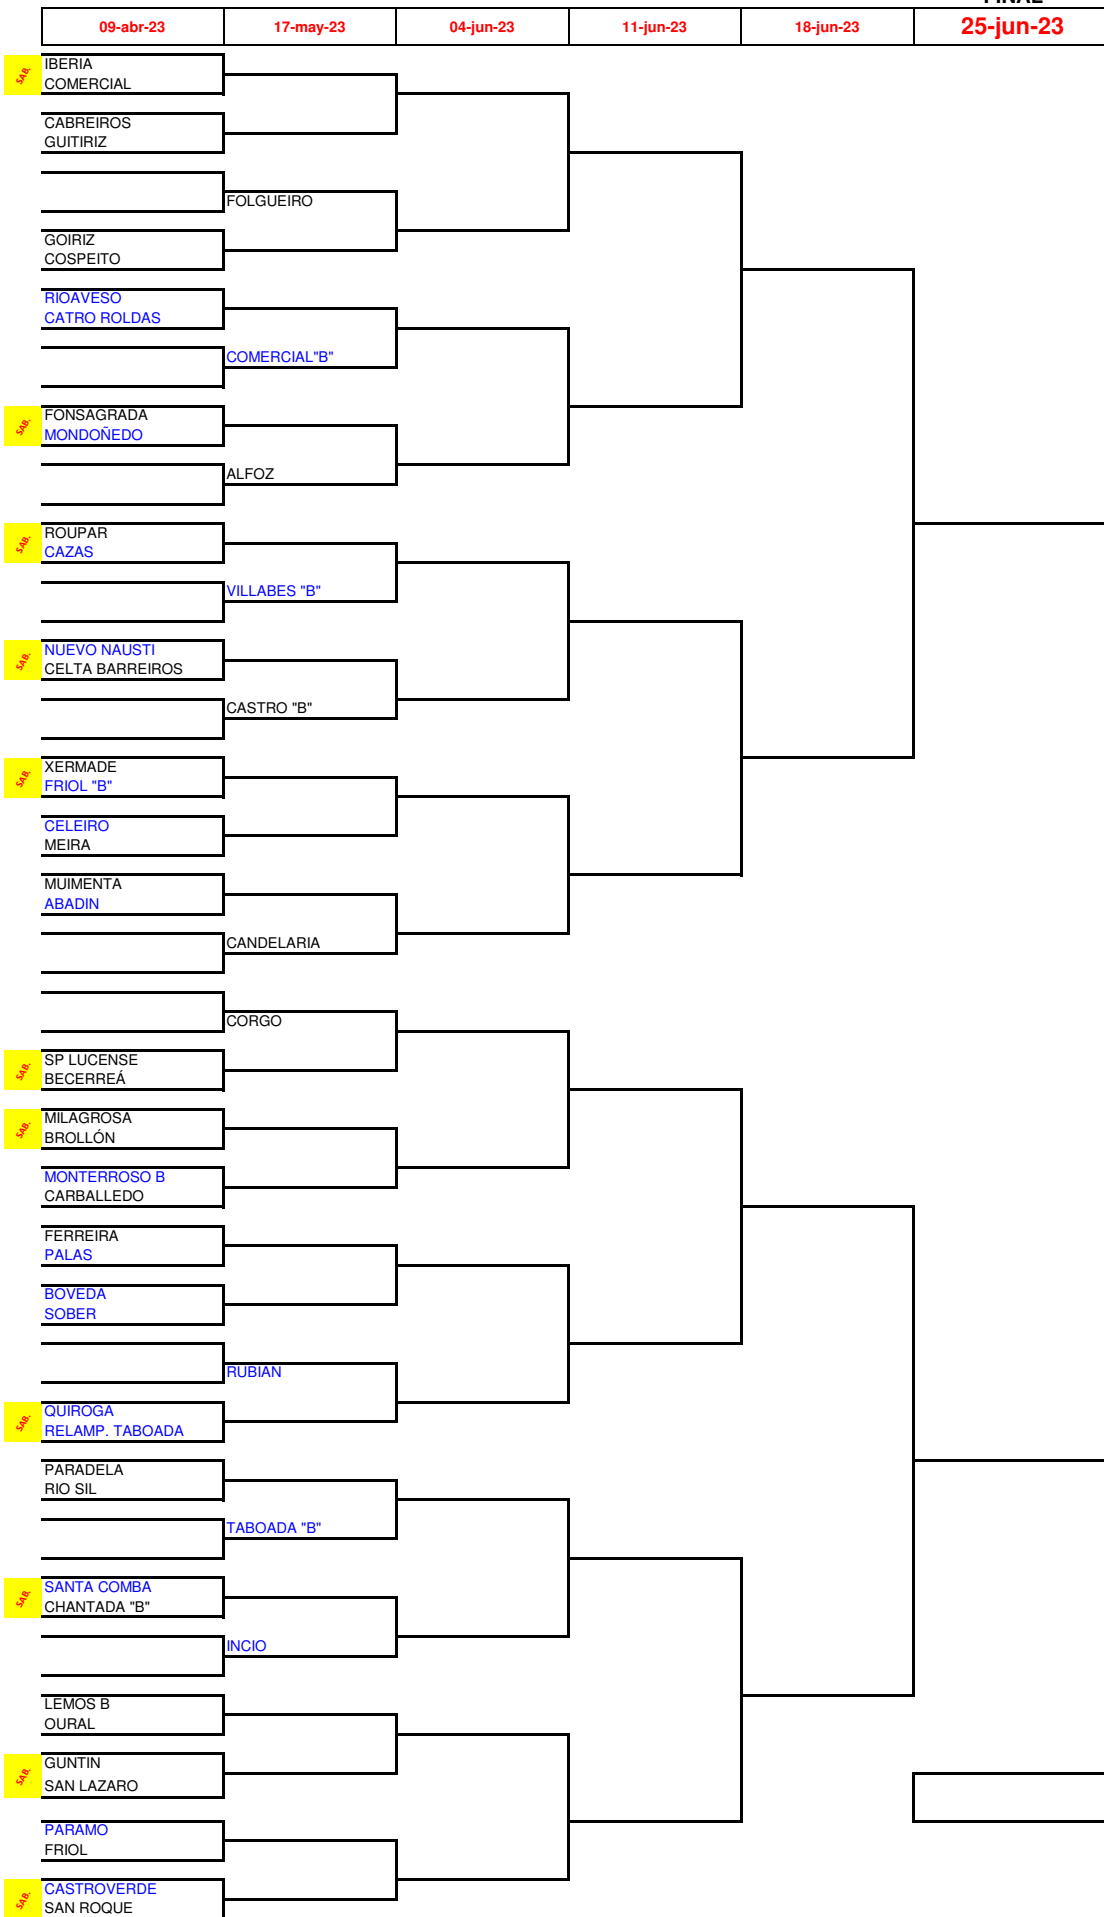 FINAL
09-abr-23 17-may-23 04-jun-23 11-jun-23 18-jun-23 25-jun-23
SAB.
IBERIA
COMERCIAL
CABREIROS
GUITIRIZ
FOLGUEIRO
GOIRIZ
COSPEITO
RIOAVESO
CATRO ROLDAS
COMERCIAL"B"
SAB.
FONSAGRADA
MONDOÑEDO
ALFOZ
SAB.
ROUPAR
CAZAS
VILLABES "B"
SAB.
NUEVO NAUSTI
CELTA BARREIROS
CASTRO "B"
SAB.
XERMADE
FRIOL "B"
CELEIRO
MEIRA
MUIMENTA
ABADIN
CANDELARIA
CORGO
SAB.
SP LUCENSE
BECERREÁ
SAB.
MILAGROSA
BROLLÓN
MONTERROSO B
CARBALLEDO
FERREIRA
PALAS
BOVEDA
SOBER
RUBIAN
SAB.
QUIROGA
RELAMP. TABOADA
PARADELA
RIO SIL
TABOADA "B"
SAB.
SANTA COMBA
CHANTADA "B"
INCIO
LEMOS B
OURAL
SAB.
GUNTIN
SAN LAZARO
PARAMO
FRIOL
SAB.
CASTROVERDE
SAN ROQUE